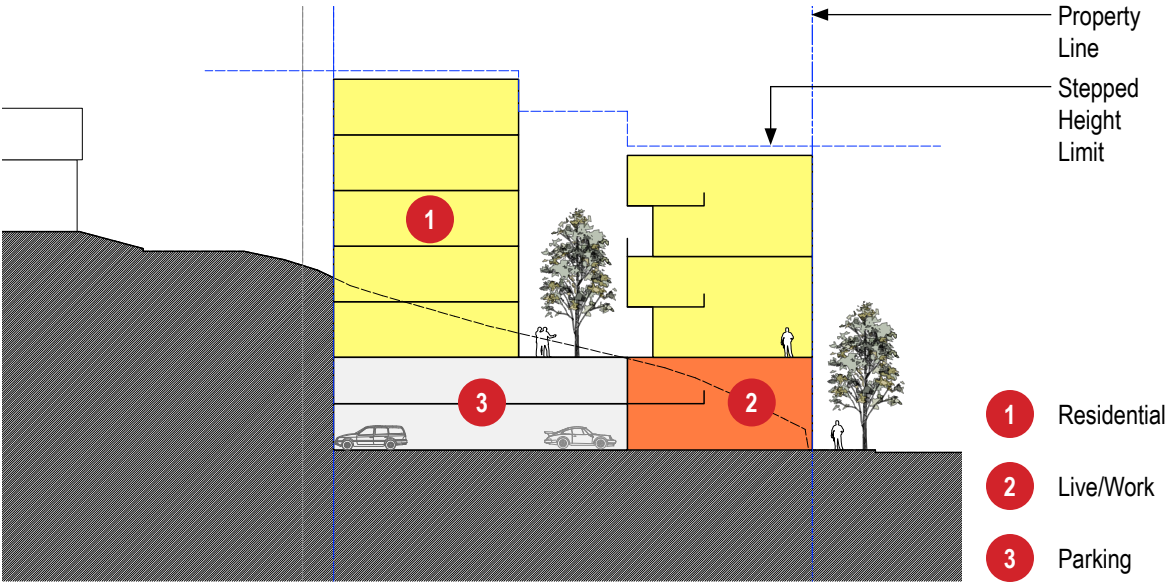 Property
Line
Stepped
Height
Limit
1
3
2
1 Residential
2 Live/Work
3 Parking